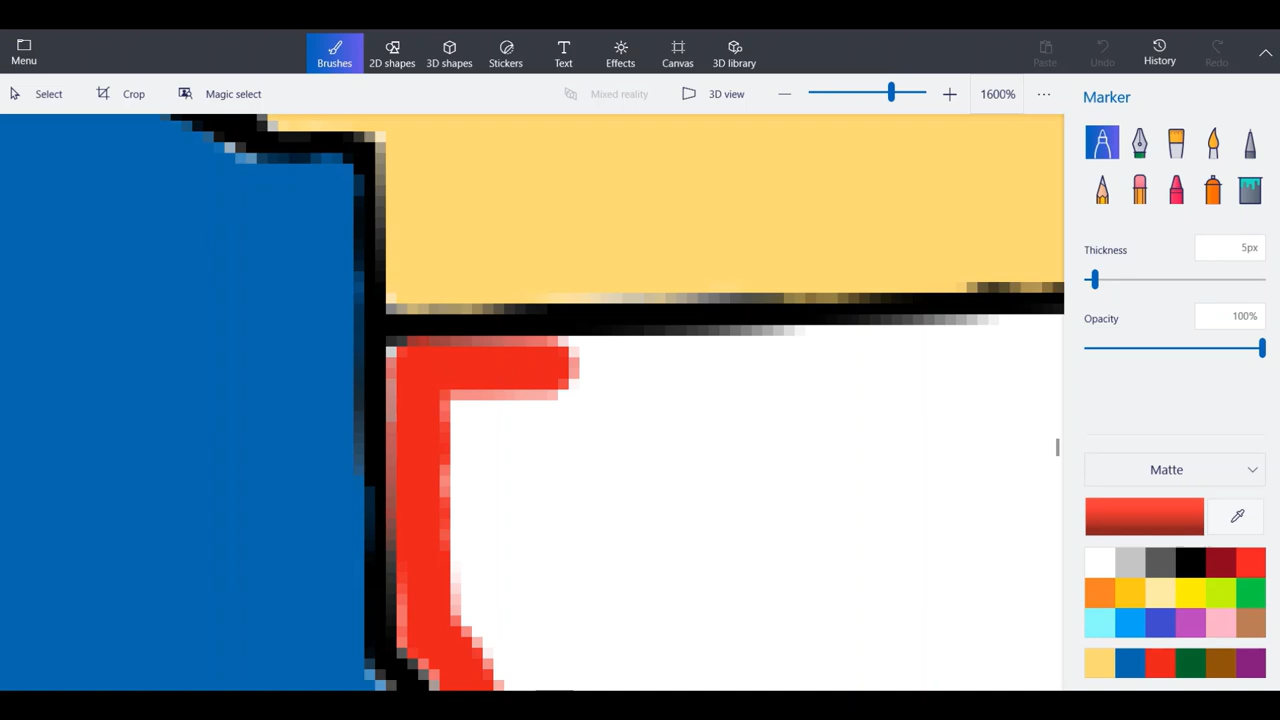 Menu
Brushes
2D shapes
3D shapes
Stickers
Text
Effects
Canvas
3D library
Paste
Undo
History
Redo
Select
Crop
Magic select
Mixed reality
3D view
1600%
Marker
Thickness
5px
Opacity
100%
Matte